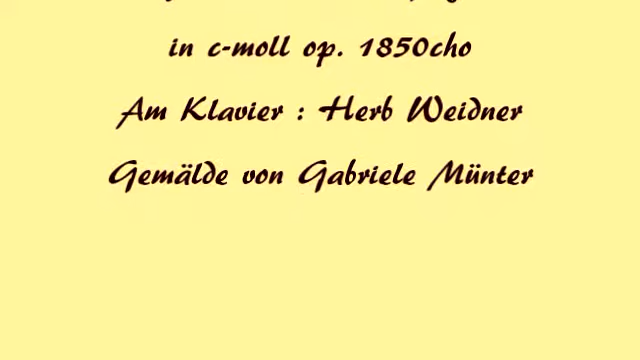 in c-moll op. 1850cho
Am Klavier : Herb Weidner
Gemälde von Gabriele Münter